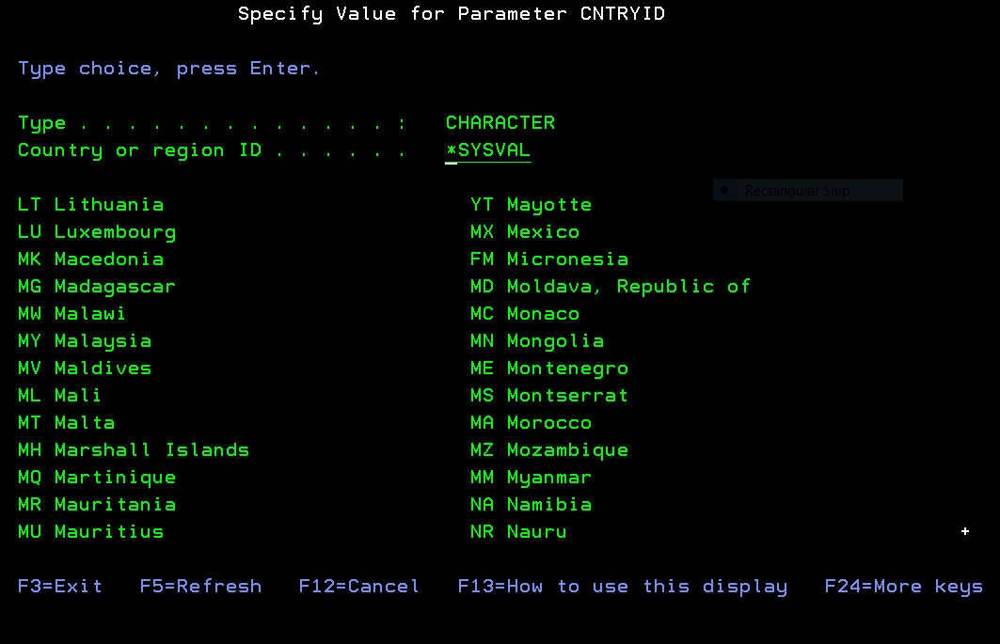 Specify Value for Parameter CNTRYID
Type choice, press Enter.
Type . . . . . . . . . . . . . . :   CHARACTER
Country or region ID . . . . . .   *SYSVAL
Rectangular Snip
LT Lithuania   YT Mayotte
LU Luxembourg   MX Mexico
MK Macedonia   FM Micronesia
MG Madagascar   MD Moldava, Republic of
MW Malawi   MC Monaco
MY Malaysia   MN Mongolia
MV Maldives   ME Montenegro
ML Mali   MS Montserrat
MT Malta   MA Morocco
MH Marshall Islands   MZ Mozambique
MQ Martinique   MM Myanmar
MR Mauritania   NA Namibia
MU Mauritius   NR Nauru   +
F3=Exit   F5=Refresh   F12=Cancel   F13=How to use this display   F24=More keys